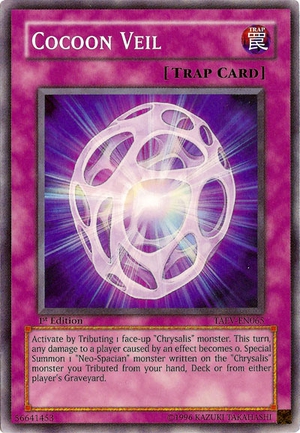 COCOON VEIL
TRAP
罠
[TRAP CARD]
1st Edition
TAEV-EN065
Activate by Tributing 1 face-up "Chrysalis" monster. This turn,
any damage to a player caused by an effect becomes 0. Special
Summon 1 "Neo-Spacian" monster written on the "Chrysalis"
monster you Tributed from your hand, Deck or from either
player's Graveyard.
56641453
©1996 KAZUKI TAKAHASHI